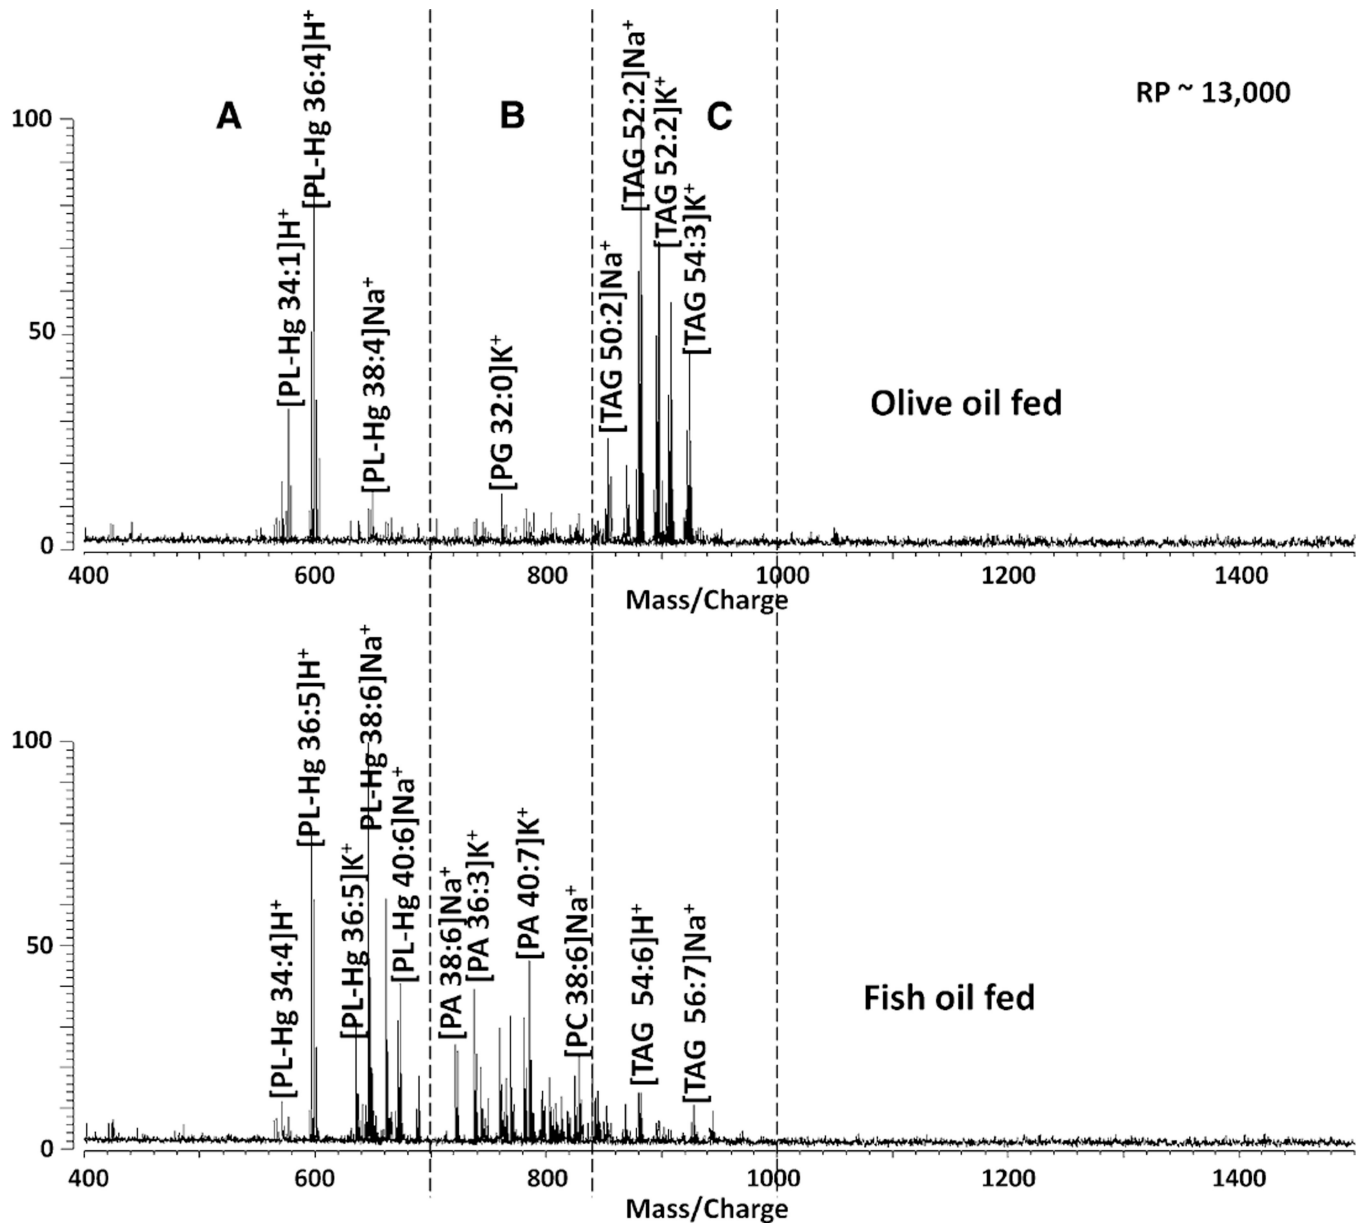 A
B
C
RP ~ 13,000
[PL-Hg 34:1]H+
[PL-Hg 36:4]H+
[PL-Hg 38:4]Na+
[PG 32:0]K+
[TAG 50:2]Na+
[TAG 52:2]Na+
[TAG 52:2]K+
[TAG 54:3]K+
Olive oil fed
100
50
0
400 600 800 1000 1200 1400
Mass/Charge
[PL-Hg 34:4]H+
[PL-Hg 36:5]H+
[PL-Hg 36:5]K+
PL-Hg 38:6]Na+
[PL-Hg 40:6]Na+
[PA 38:6]Na+
[PA 36:3]K+
[PA 40:7]K+
[PC 38:6]Na+
[TAG 54:6]H+
[TAG 56:7]Na+
Fish oil fed
100
50
0
400 600 800 1000 1200 1400
Mass/Charge